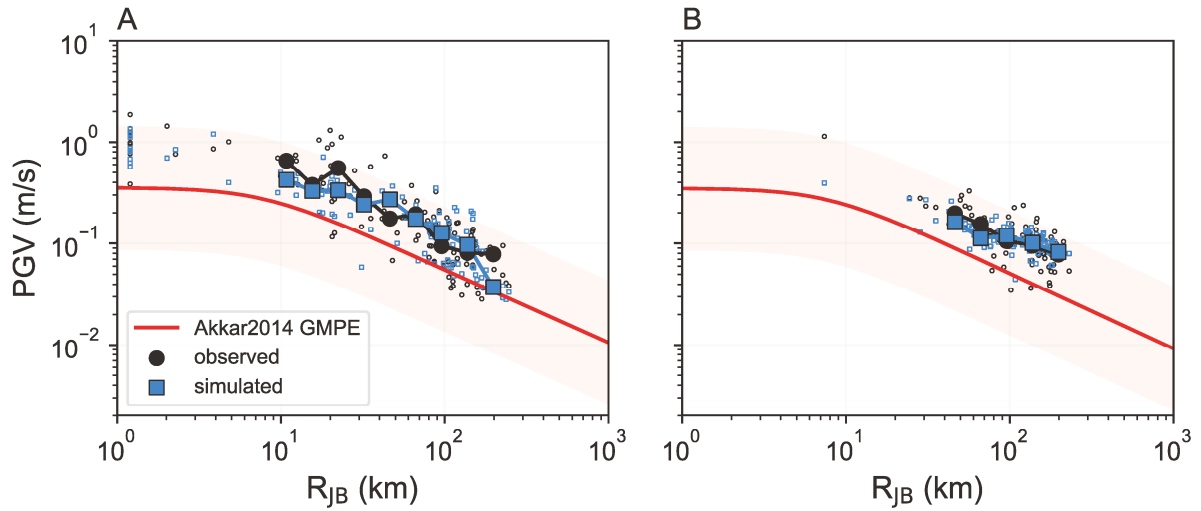 A
B
PGV (m/s)
10^1
10^0
10^-1
10^-2
Akkar2014 GMPE
observed
simulated
10^0 10^1 10^2 10^3
10^0 10^1 10^2 10^3
R_JB (km)
R_JB (km)